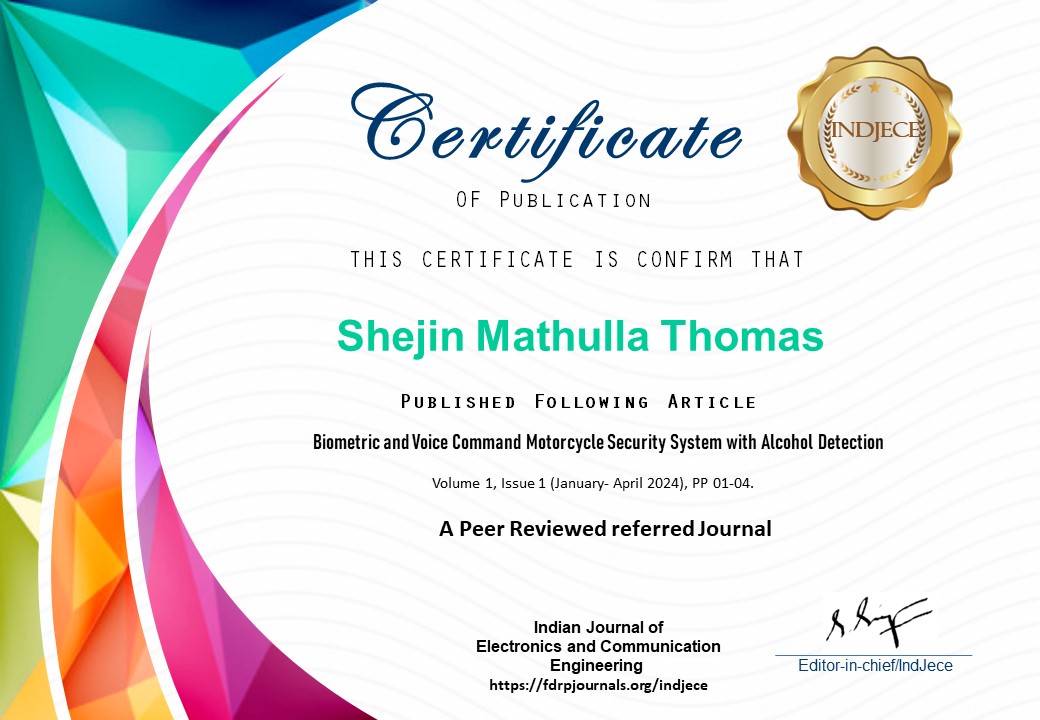 Certificate
INDJECE
OF PUBLICATION
THIS CERTIFICATE IS CONFIRM THAT
Shejin Mathulla Thomas
PUBLISHED FOLLOWING ARTICLE
Biometric and Voice Command Motorcycle Security System with Alcohol Detection
Volume 1, Issue 1 (January- April 2024), PP 01-04.
A Peer Reviewed referred Journal
Indian Journal of
Electronics and Communication
Engineering
https://fdrpjournals.org/indjece
Editor-in-chief/IndJece